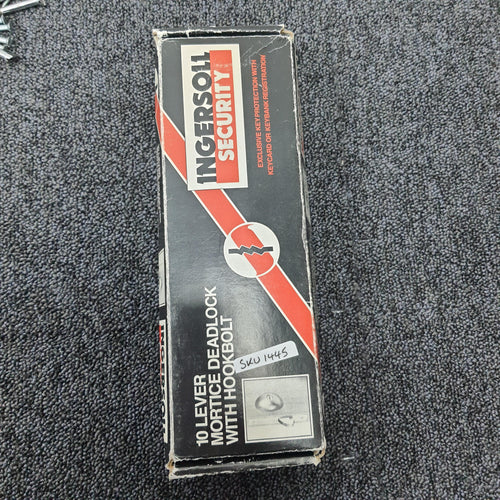 INGERSOLL
SECURITY
EXCLUSIVE KEY PROTECTION WITH
KEYCARD OR KEYBANK REGISTRATION
10 LEVER
MORTICE DEADLOCK
WITH HOOKBOLT
SKU 1445